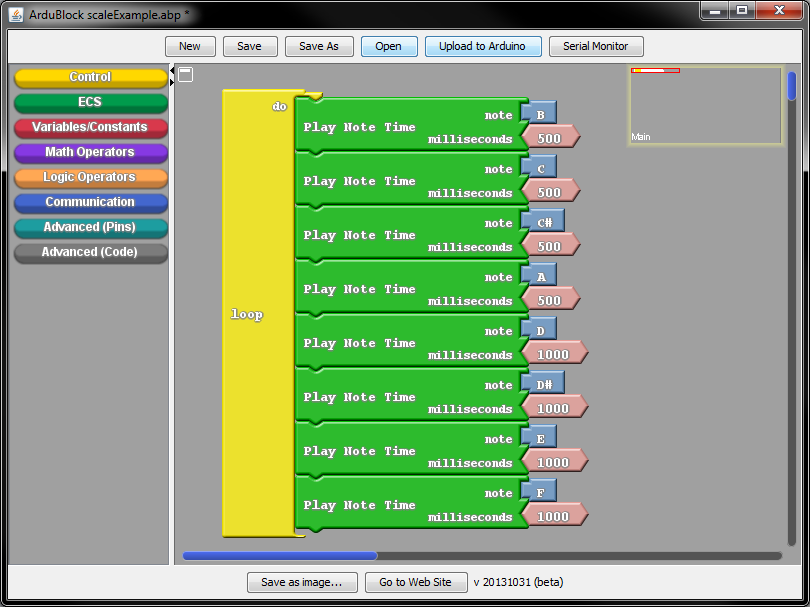 ArduBlock scaleExample.abp *
New Save Save As Open Upload to Arduino Serial Monitor
Control
ECS
Variables/Constants
Math Operators
Logic Operators
Communication
Advanced (Pins)
Advanced (Code)
loop
do
Play Note Time
note B
milliseconds 500
Play Note Time
note C
milliseconds 500
Play Note Time
note C#
milliseconds 500
Play Note Time
note A
milliseconds 500
Play Note Time
note D
milliseconds 1000
Play Note Time
note D#
milliseconds 1000
Play Note Time
note E
milliseconds 1000
Play Note Time
note F
milliseconds 1000
Main
Save as image... Go to Web Site v 20131031 (beta)